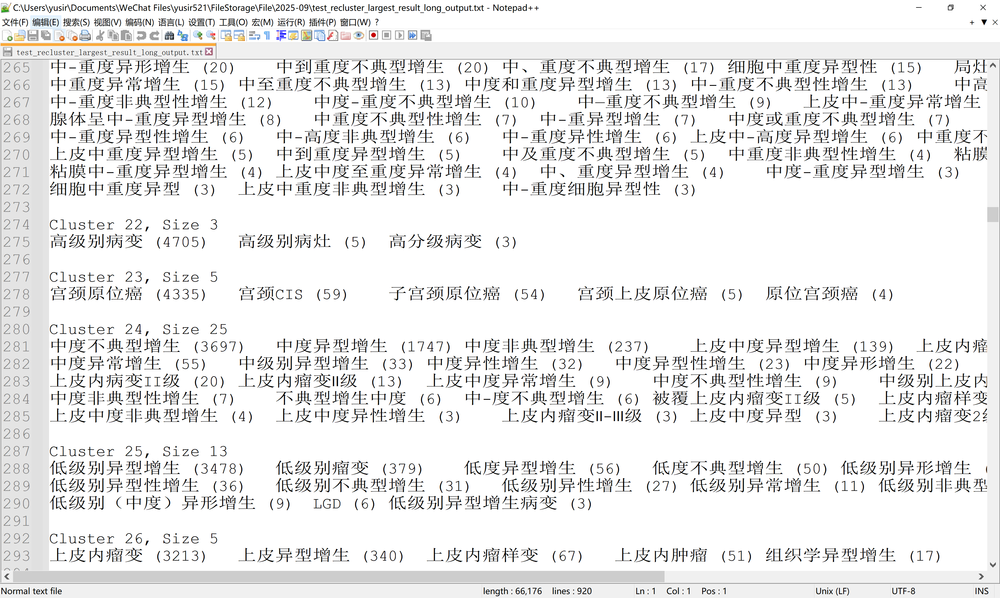 C:\Users\yusir\Documents\WeChat Files\yusir521\FileStorage\File\2025-09\test_recluster_largest_result_long_output.txt - Notepad++
文件(F) 编辑(E) 搜索(S) 视图(V) 编码(N) 语言(L) 设置(T) 工具(O) 宏(M) 运行(R) 插件(P) 窗口(W) ?
test_recluster_largest_result_long_output.txt
265 中-重度异形增生 (20) 中到重度不典型增生 (20) 中、重度不典型增生 (17) 细胞中重度异型性 (15) 局灶
266 中重度异常增生 (15) 中至重度不典型增生 (13) 中度和重度异型增生 (13) 中-重度不典型性增生 (13) 中高
267 中-重度非典型性增生 (12) 中度-重度不典型增生 (10) 中—重度不典型增生 (9) 上皮中-重度异常增生
268 腺体呈中-重度异型增生 (8) 中重度不典型性增生 (7) 中-重异型增生 (7) 中度或重度不典型增生 (7)
269 中-重度异型性增生 (6) 中-高度非典型增生 (6) 中-重度异性增生 (6) 上皮中-高度异型增生 (6) 中重度不
270 上皮中重度异型增生 (5) 中到重度异型增生 (5) 中及重度不典型增生 (5) 中重度非典型性增生 (4) 粘膜
271 粘膜中-重度异型增生 (4) 上皮中度至重度异常增生 (4) 中、重度异型增生 (4) 中度-重度异型增生 (3)
272 细胞中重度异型 (3) 上皮中重度非典型增生 (3) 中-重度细胞异型性 (3)
273
274 Cluster 22, Size 3
275 高级别病变 (4705) 高级别病灶 (5) 高分级病变 (3)
276
277 Cluster 23, Size 5
278 宫颈原位癌 (4335) 宫颈CIS (59) 子宫颈原位癌 (54) 宫颈上皮原位癌 (5) 原位宫颈癌 (4)
279
280 Cluster 24, Size 25
281 中度不典型增生 (3697) 中度异型增生 (1747) 中度非典型增生 (237) 上皮中度异型增生 (139) 上皮内瘤
282 中度异常增生 (55) 中级别异型增生 (33) 中度异性增生 (32) 中度异型性增生 (23) 中度异形增生 (22)
283 上皮内病变II级 (20) 上皮内瘤变Ⅱ级 (13) 上皮中度异常增生 (9) 中度不典型性增生 (9) 中级别上皮内
284 中度非典型性增生 (7) 不典型增生中度 (6) 中-度不典型增生 (6) 被覆上皮内瘤变II级 (5) 上皮内瘤样变
285 上皮中度非典型增生 (4) 上皮中度异性增生 (3) 上皮内瘤变Ⅱ-Ⅲ级 (3) 上皮中度异型 (3) 上皮内瘤变2
286
287 Cluster 25, Size 13
288 低级别异型增生 (3478) 低级别瘤变 (379) 低度异型增生 (56) 低度不典型增生 (50) 低级别异形增生 (
289 低级别异型性增生 (36) 低级别不典型增生 (31) 低级别异性增生 (27) 低级别异常增生 (11) 低级别非典型
290 低级别（中度）异形增生 (9) LGD (6) 低级别异型增生病变 (3)
291
292 Cluster 26, Size 5
293 上皮内瘤变 (3213) 上皮异型增生 (340) 上皮内瘤样变 (67) 上皮内肿瘤 (51) 组织学异型增生 (17)
Normal text file length : 66,176 lines : 920 Ln : 1 Col : 1 Pos : 1 Unix (LF) UTF-8 INS